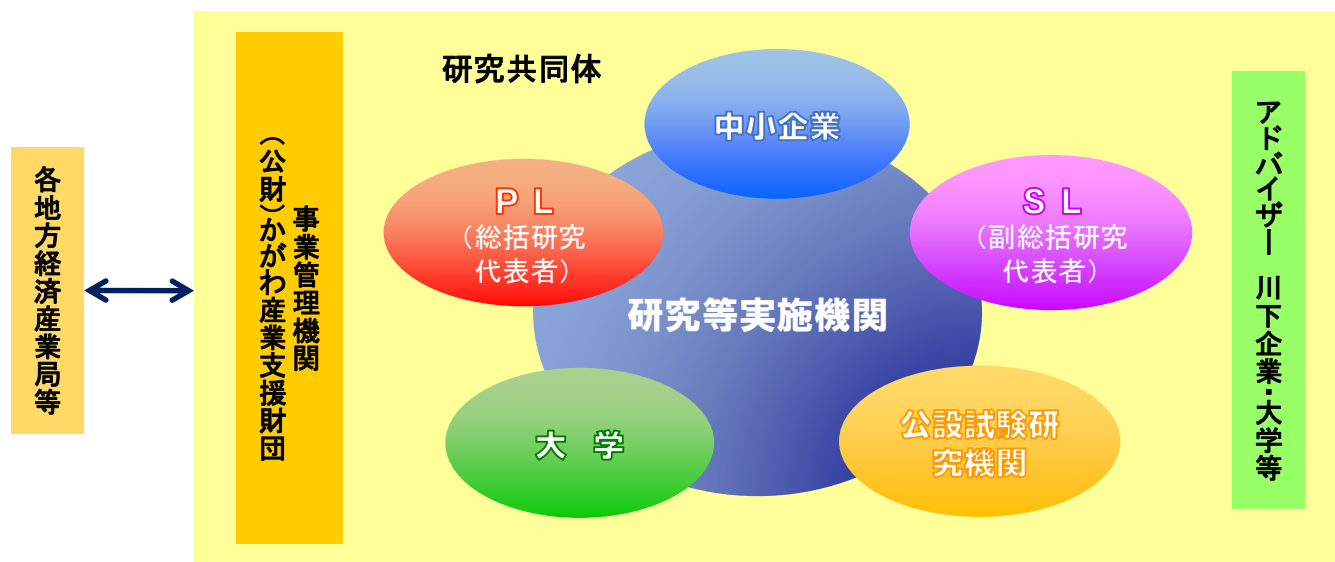 各地方経済産業局等
事業管理機関
（公財）かがわ産業支援財団
研究共同体
中小企業
ＰＬ
（総括研究
代表者）
ＳＬ
（副総括研究
代表者）
研究等実施機関
大　学
公設試験研
究機関
アドバイザー　川下企業・大学等